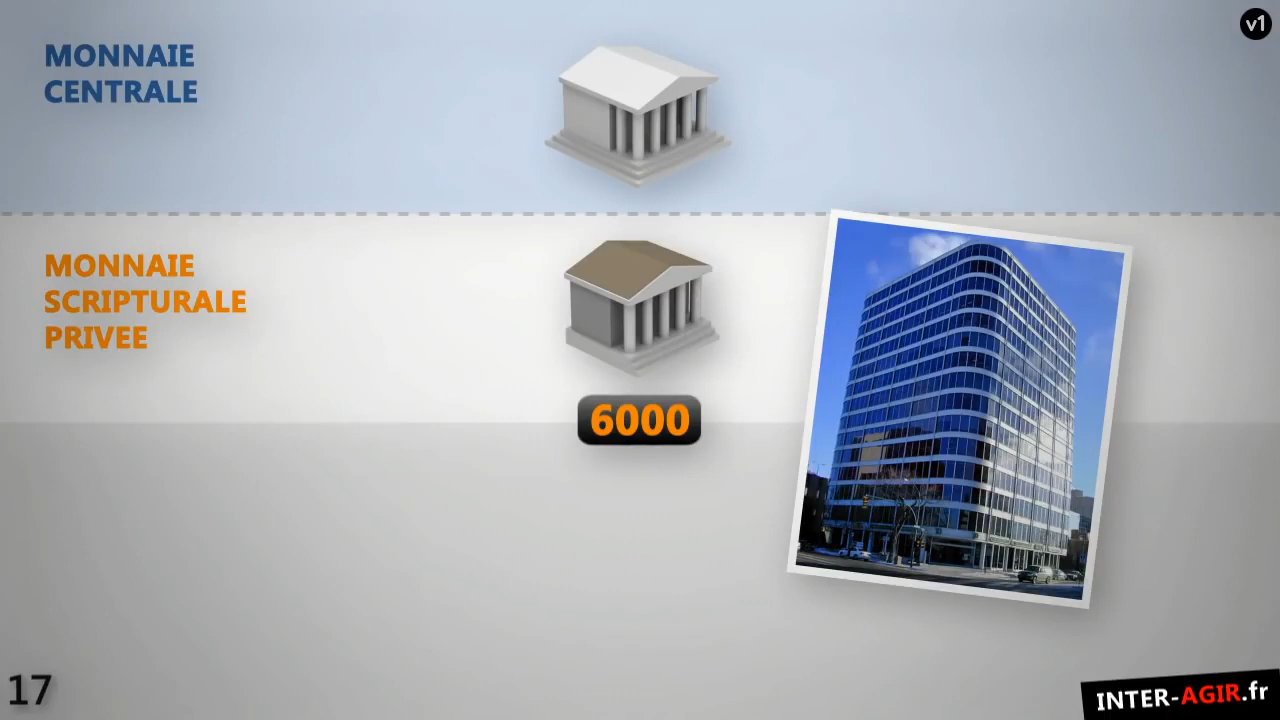 v1
MONNAIE
CENTRALE
MONNAIE
SCRIPTURALE
PRIVEE
6000
17
INTER-AGIR.fr